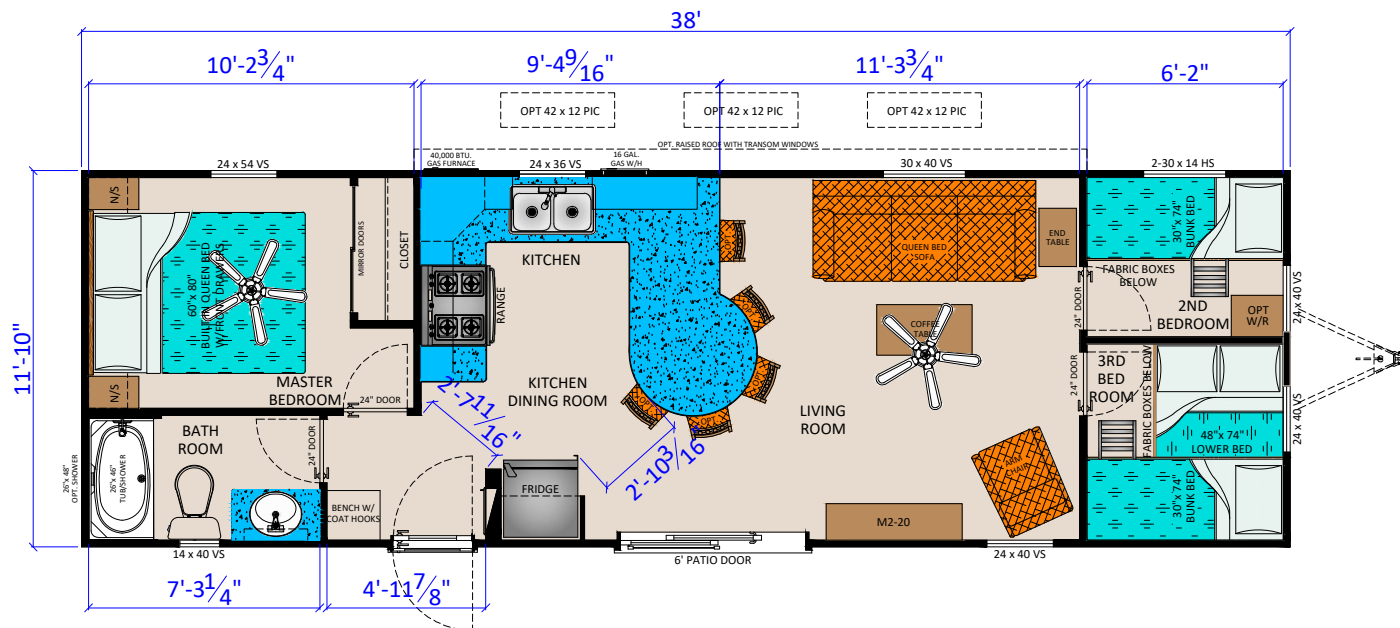 38'
10'-2 3/4"
9'-4 9/16"
11'-3 3/4"
6'-2"
OPT 42 x 12 PIC
OPT 42 x 12 PIC
OPT 42 x 12 PIC
OPT. RAISED ROOF WITH TRANSOM WINDOWS
24 x 54 VS
40,000 BTU.
GAS FURNACE
24 x 36 VS
16 GAL.
GAS W/H
30 x 40 VS
2-30 x 14 HS
11'-10"
N/S
60"x 80"
BUILT-IN QUEEN BED
W/FRONT DRAWERS
N/S
MIRROR DOORS
CLOSET
MASTER
BEDROOM
24" DOOR
KITCHEN
RANGE
KITCHEN
DINING ROOM
OPT
OPT
OPT
OPT
OPT
QUEEN BED
SOFA
END
TABLE
COFFEE
TABLE
LIVING
ROOM
ARM
CHAIR
M2-20
30"x 74"
BUNK BED
FABRIC BOXES
BELOW
24" DOOR
2ND
BEDROOM
OPT
W/R
24 x 40 VS
24" DOOR
3RD
BED
ROOM
FABRIC BOXES BELOW
48"x 74"
LOWER BED
30"x 74"
BUNK BED
24 x 40 VS
BATH
ROOM
24" DOOR
26"x 48"
OPT. SHOWER
26"x 46"
TUB/SHOWER
BENCH W/
COAT HOOKS
FRIDGE
2'-7 11/16"
2'-10 3/16"
14 x 40 VS
6' PATIO DOOR
24 x 40 VS
7'-3 1/4"
4'-11 7/8"